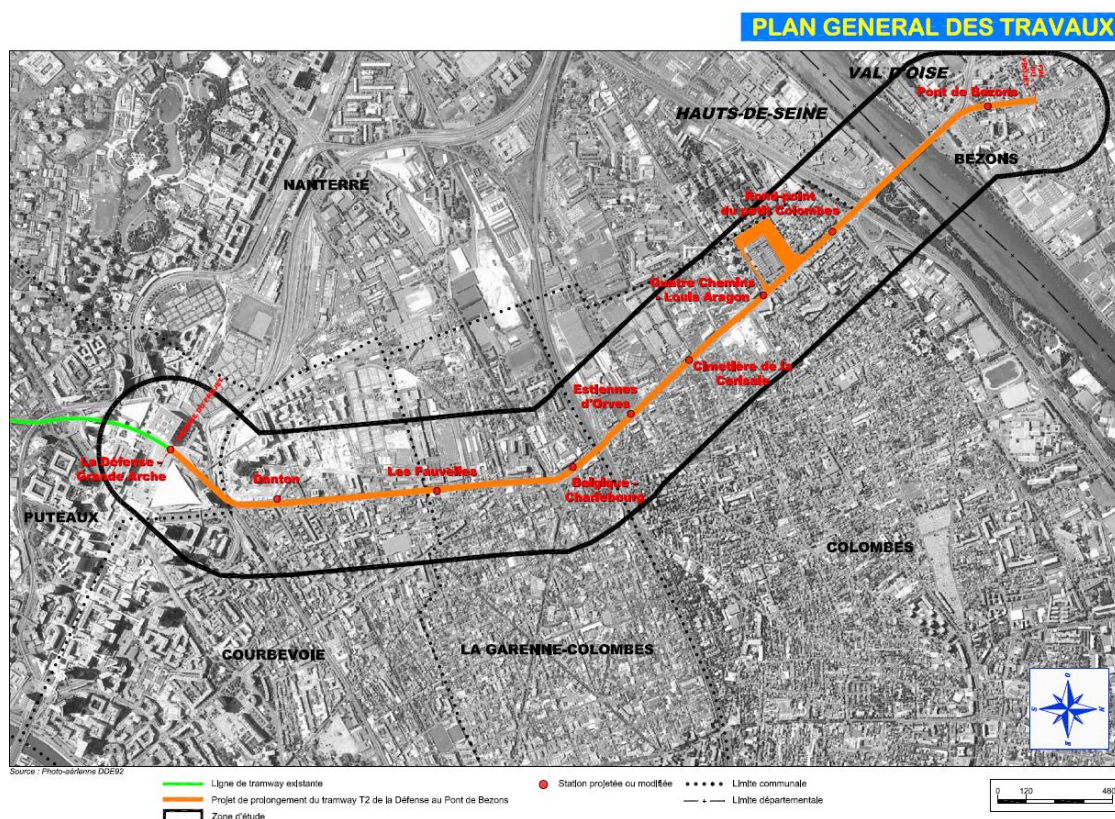 PLAN GENERAL DES TRAVAUX
VAL D'OISE
HAUTS-DE-SEINE
Pont de Bezons
BEZONS
NANTERRE
Rond-point
du petit Colombes
Quatre Chemins
- Louis Aragon
Cimetière de la
Cerisaie
Estiennes
d'Orves
La Défense -
Grande Arche
Danton
Les Fauvelles
Belgique -
Charlebourg
PUTEAUX
COLOMBES
COURBEVOIE
LA GARENNE-COLOMBES
O
S
N
E
Source : Photo-aérienne DDE92
Ligne de tramway existante
Projet de prolongement du tramway T2 de la Défense au Pont de Bezons
Zone d'étude
Station projetée ou modifiée
Limite communale
Limite départementale
0 120 480